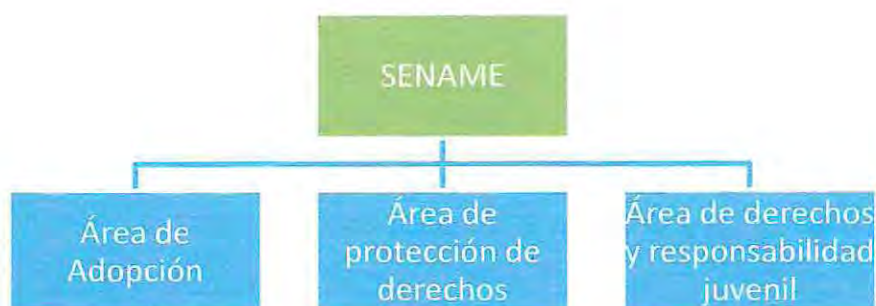 SENAME
Área de
Adopción
Área de
protección de
derechos
Área de derechos
y responsabilidad
juvenil